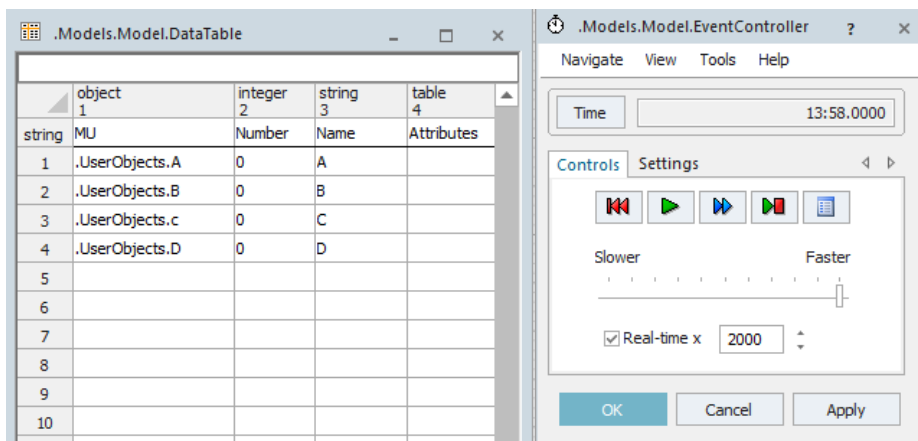 .Models.Model.DataTable
object integer string table
1 2 3 4
string MU Number Name Attributes
1 .UserObjects.A 0 A
2 .UserObjects.B 0 B
3 .UserObjects.c 0 C
4 .UserObjects.D 0 D
5
6
7
8
9
10
.Models.Model.EventController ?
Navigate View Tools Help
Time 13:58.0000
Controls Settings
Slower Faster
Real-time x 2000
OK Cancel Apply